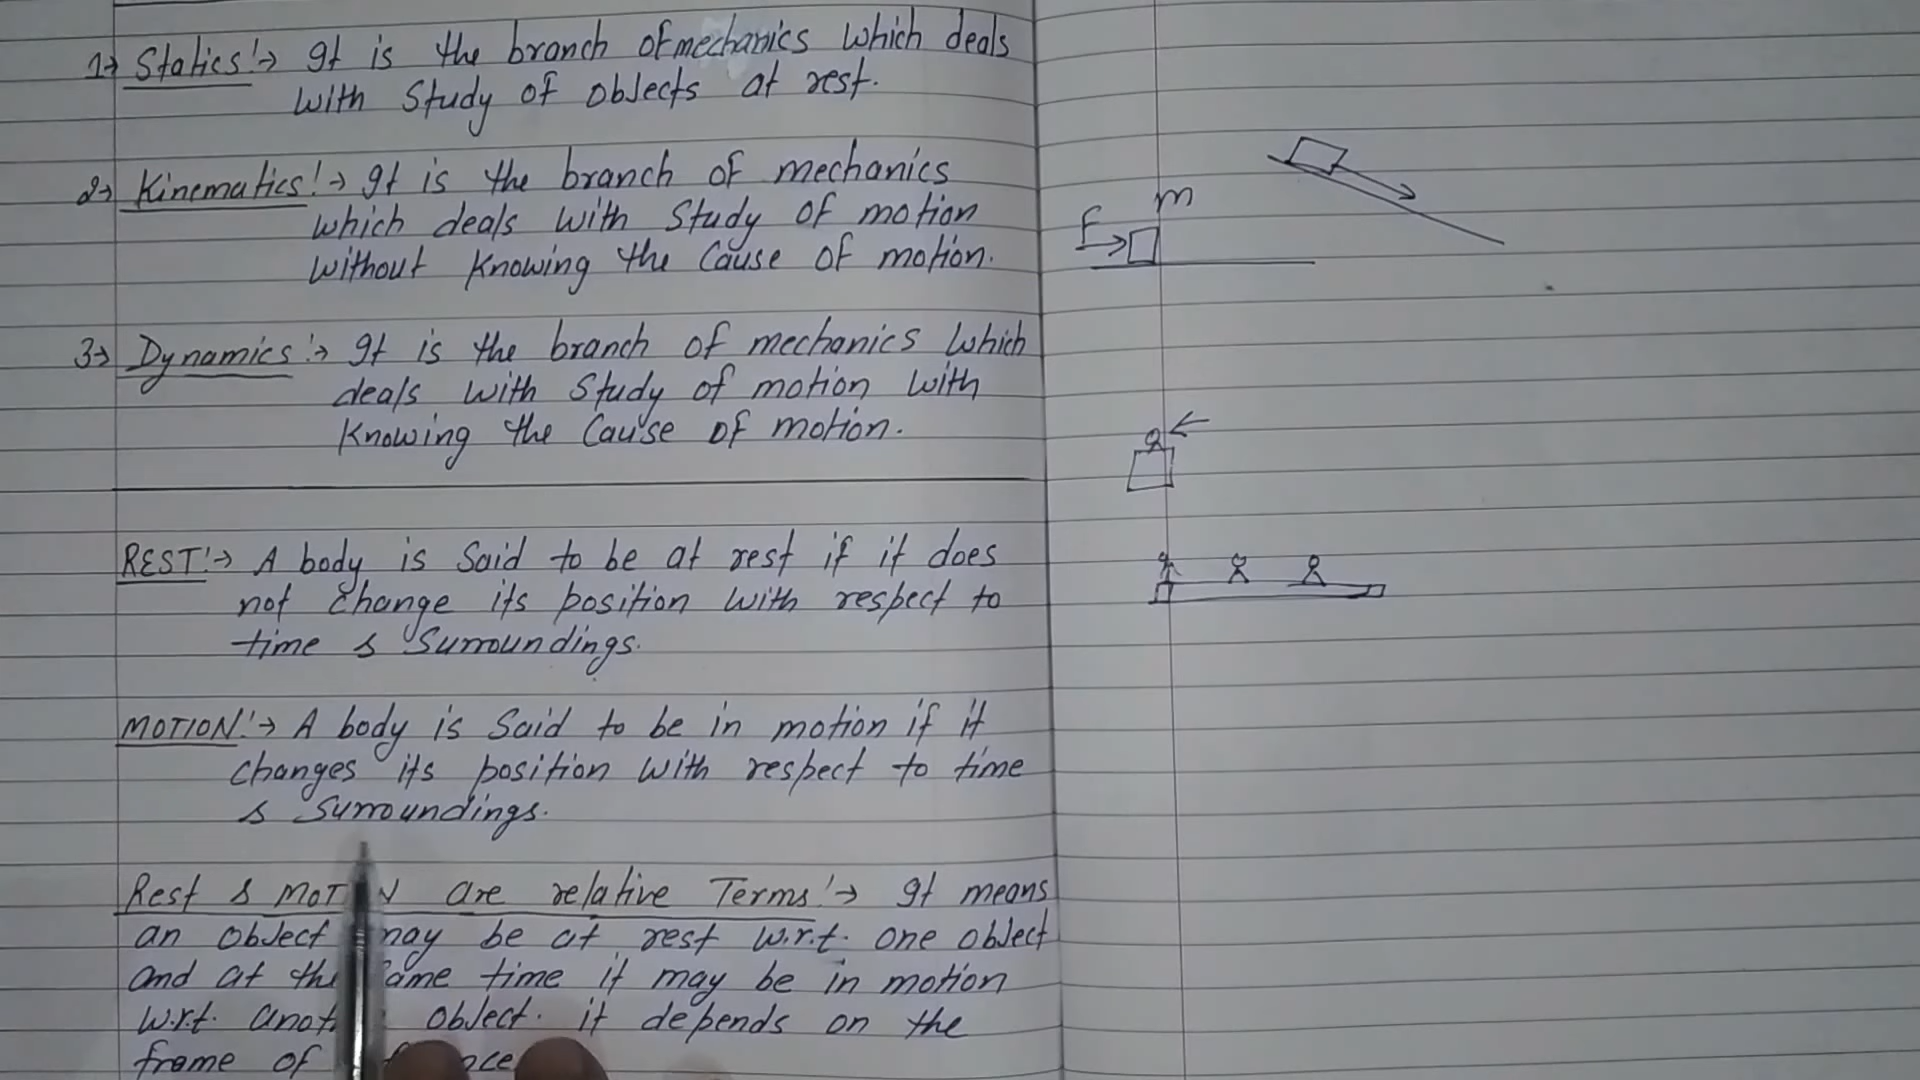 1→ Statics:→ It is the branch of mechanics which deals
with study of objects at rest.
2→ Kinematics:→ It is the branch of mechanics
which deals with study of motion
without knowing the cause of motion.
3→ Dynamics:→ It is the branch of mechanics which
deals with study of motion with
knowing the cause of motion.
REST:→ A body is said to be at rest if it does
not change its position with respect to
time & surroundings.
MOTION:→ A body is said to be in motion if it
changes its position with respect to time
& surroundings.
Rest & MOTION are relative Terms:→ It means
an object may be at rest w.r.t. one object
and at the same time it may be in motion
w.r.t. object. it depends on the
frame of
F
m